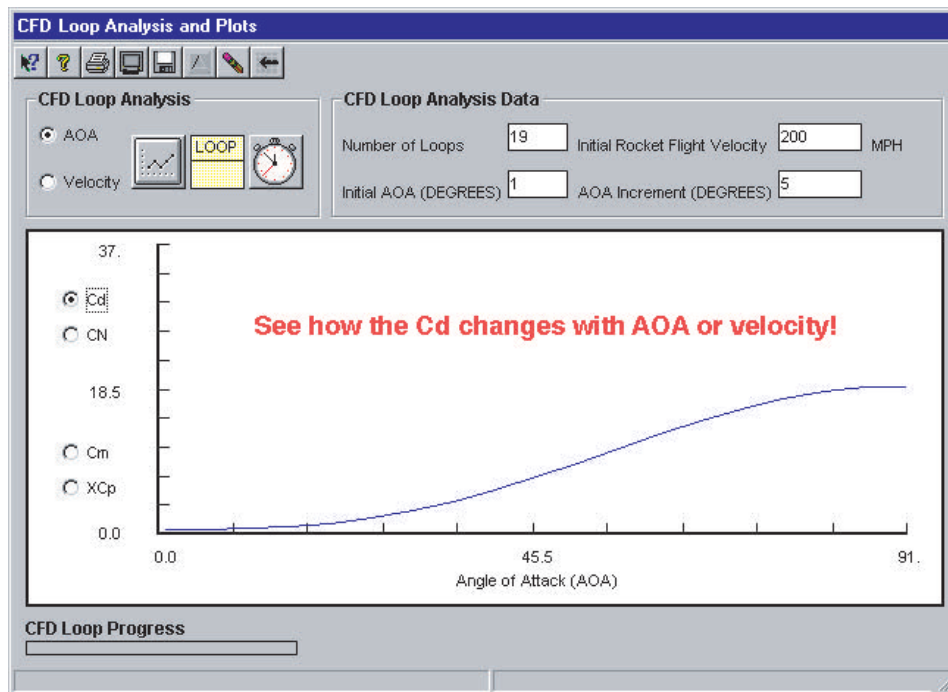 CFD Loop Analysis and Plots
CFD Loop Analysis
AOA
Velocity
LOOP
CFD Loop Analysis Data
Number of Loops 19 Initial Rocket Flight Velocity 200 MPH
Initial AOA (DEGREES) 1 AOA Increment (DEGREES) 5
37.
Cd
CN
18.5
Cm
XCp
0.0
See how the Cd changes with AOA or velocity!
0.0 45.5 91.
Angle of Attack (AOA)
CFD Loop Progress